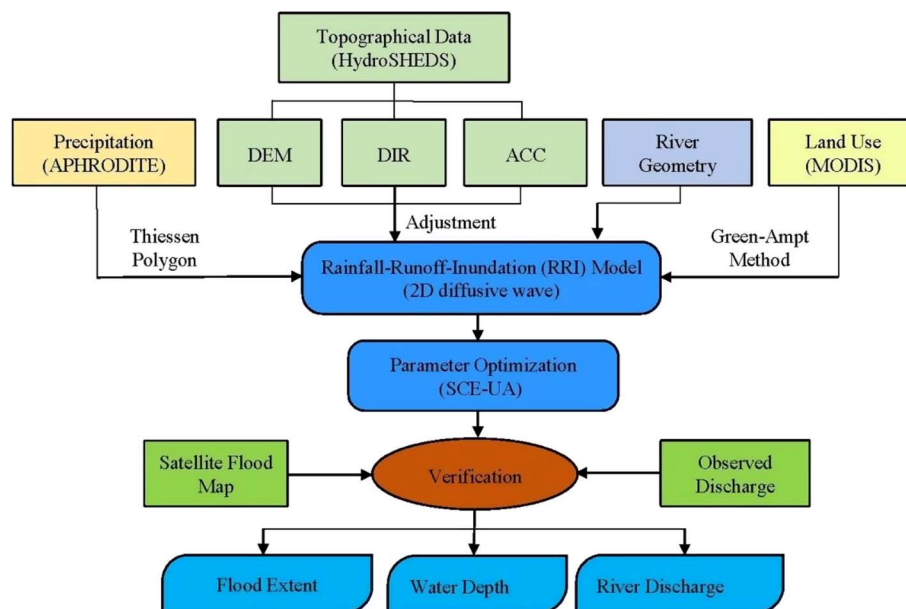 Topographical Data
(HydroSHEDS)
Precipitation
(APHRODITE)
DEM
DIR
ACC
River
Geometry
Land Use
(MODIS)
Thiessen
Polygon
Adjustment
Green-Ampt
Method
Rainfall-Runoff-Inundation (RRI) Model
(2D diffusive wave)
Parameter Optimization
(SCE-UA)
Satellite Flood
Map
Verification
Observed
Discharge
Flood Extent
Water Depth
River Discharge